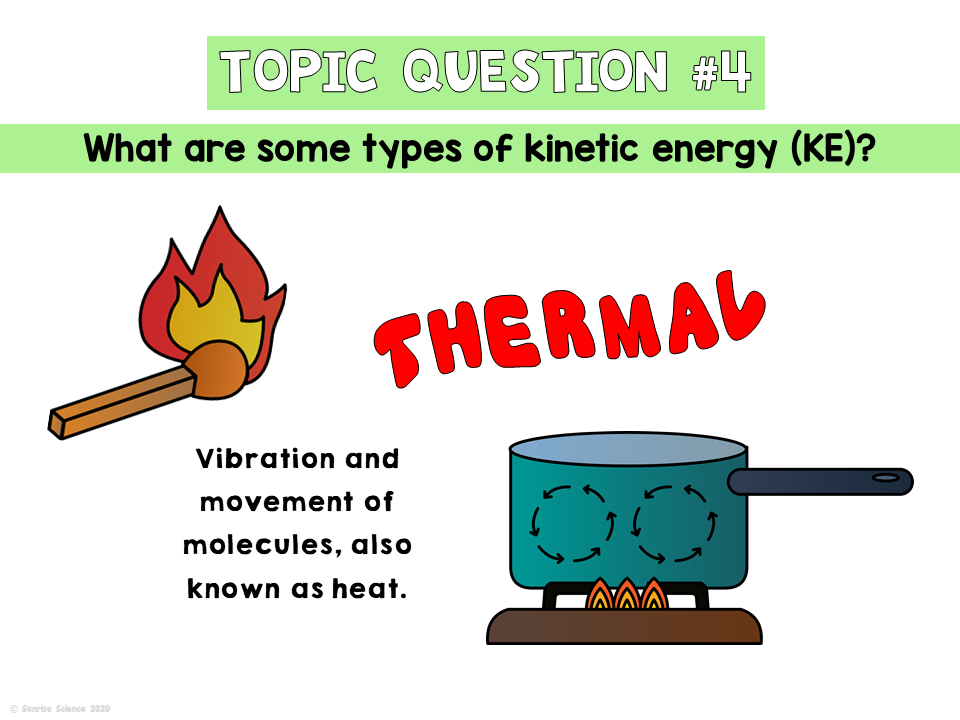 TOPIC QUESTION #4
What are some types of kinetic energy (KE)?
THERMAL
Vibration and
movement of
molecules, also
known as heat.
© Sunrise Science 2020